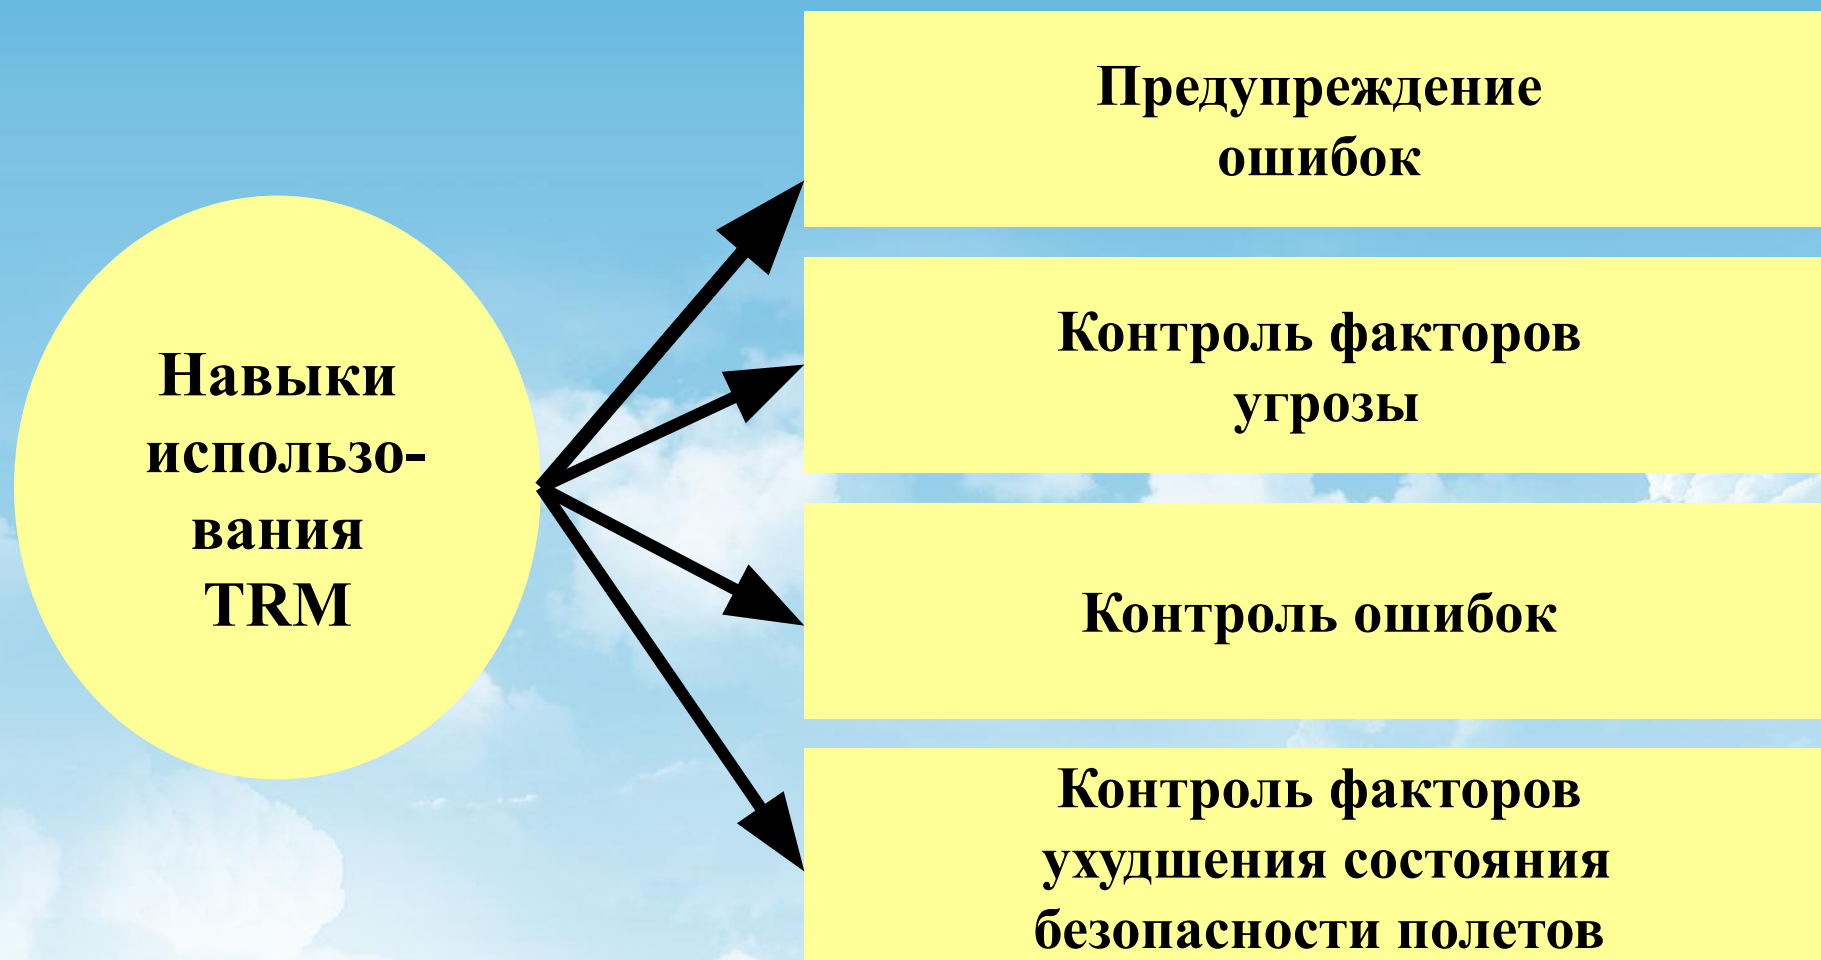 Навыки
использо-
вания
TRM
Предупреждение
ошибок
Контроль факторов
угрозы
Контроль ошибок
Контроль факторов
ухудшения состояния
безопасности полетов